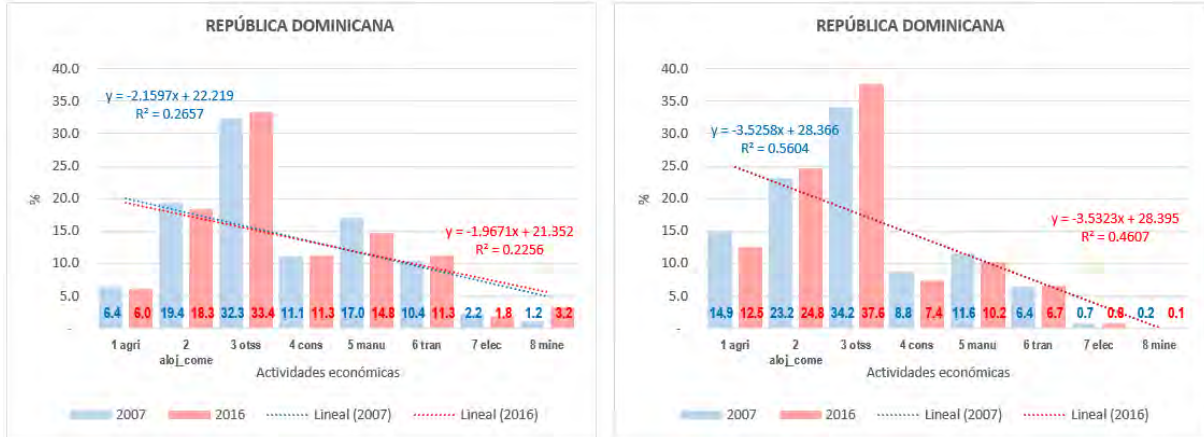 REPÚBLICA DOMINICANA
40.0
35.0
30.0
25.0
20.0
15.0
10.0
5.0
-
%
y = -2.1597x + 22.219
R² = 0.2657
y = -1.9671x + 21.352
R² = 0.2256
6.4 6.0 19.4 18.3 32.3 33.4 11.1 11.3 17.0 14.8 10.4 11.3 2.2 1.8 1.2 3.2
1 agri 2 3 otss 4 cons 5 manu 6 tran 7 elec 8 mine
aloj_come
Actividades económicas
2007 2016 Lineal (2007) Lineal (2016)
REPÚBLICA DOMINICANA
40.0
35.0
30.0
25.0
20.0
15.0
10.0
5.0
-
%
y = -3.5258x + 28.366
R² = 0.5604
y = -3.5323x + 28.395
R² = 0.4607
14.9 12.5 23.2 24.8 34.2 37.6 8.8 7.4 11.6 10.2 6.4 6.7 0.7 0.8 0.2 0.1
1 agri 2 3 otss 4 cons 5 manu 6 tran 7 elec 8 mine
aloj_come
Actividades económicas
2007 2016 Lineal (2007) Lineal (2016)